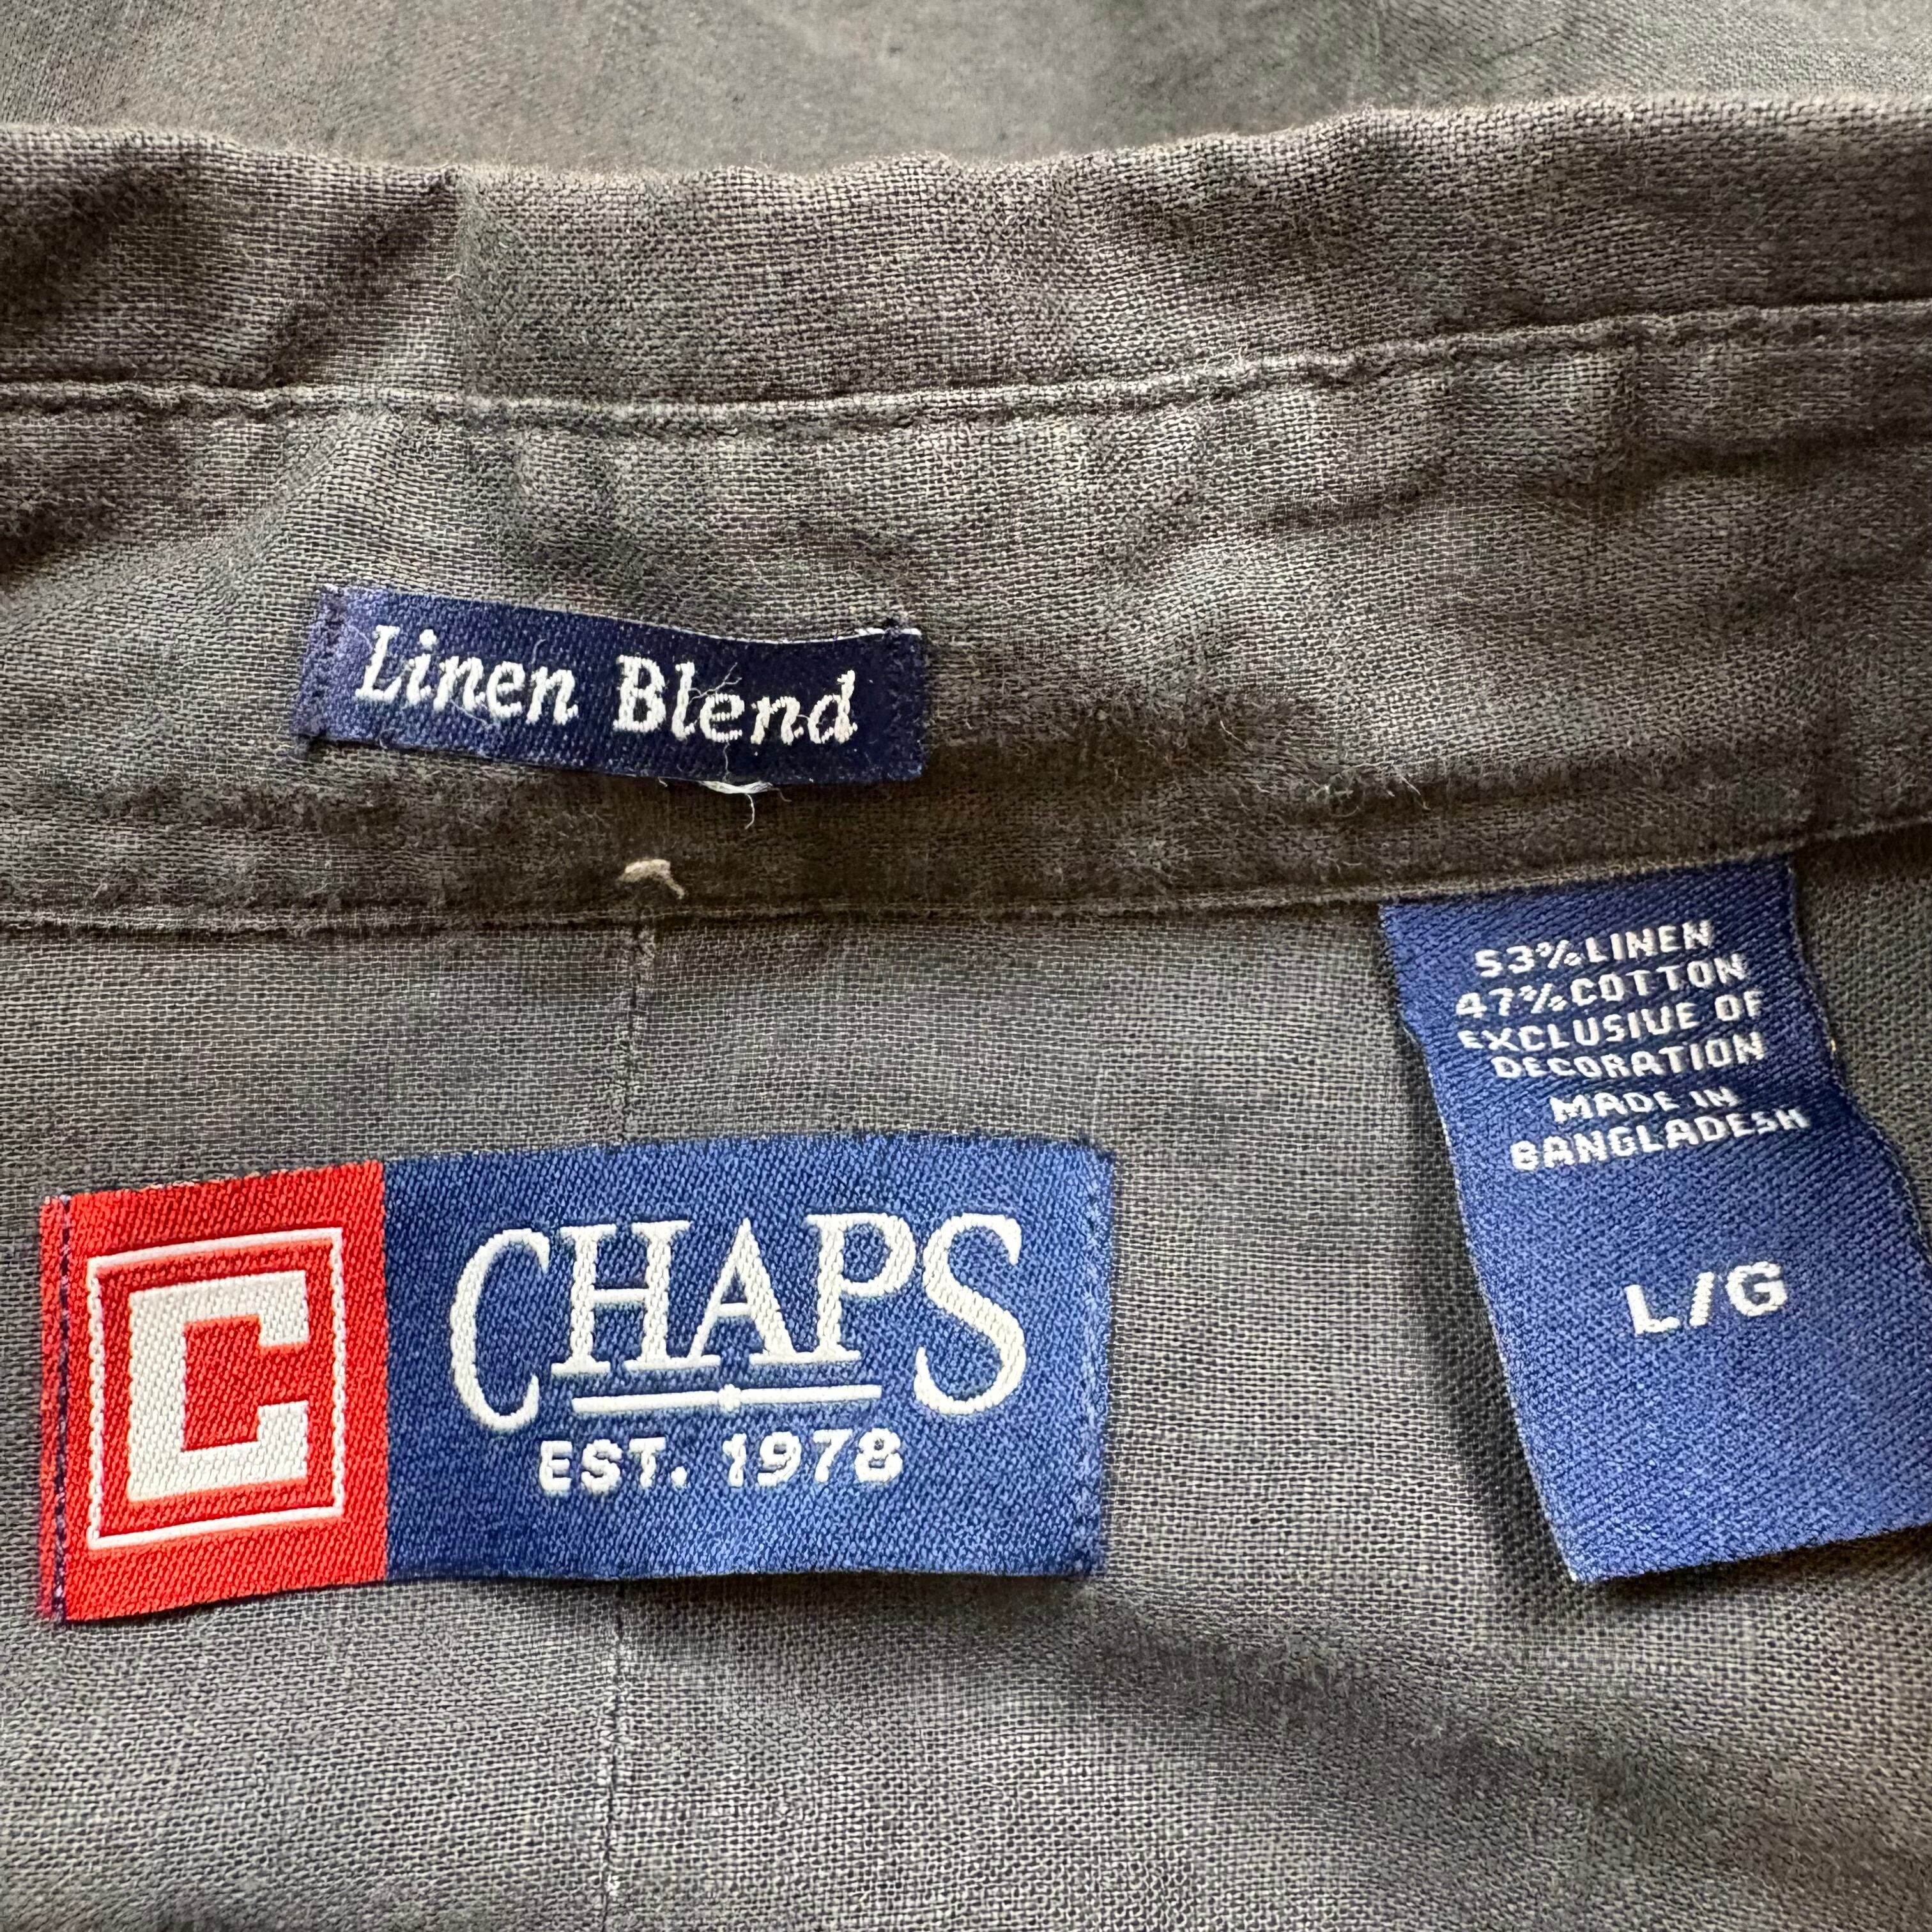 Linen Blend
53% LINEN
47% COTTON
EXCLUSIVE OF
DECORATION
MADE IN
BANGLADESH
L/G
C
CHAPS
EST. 1978